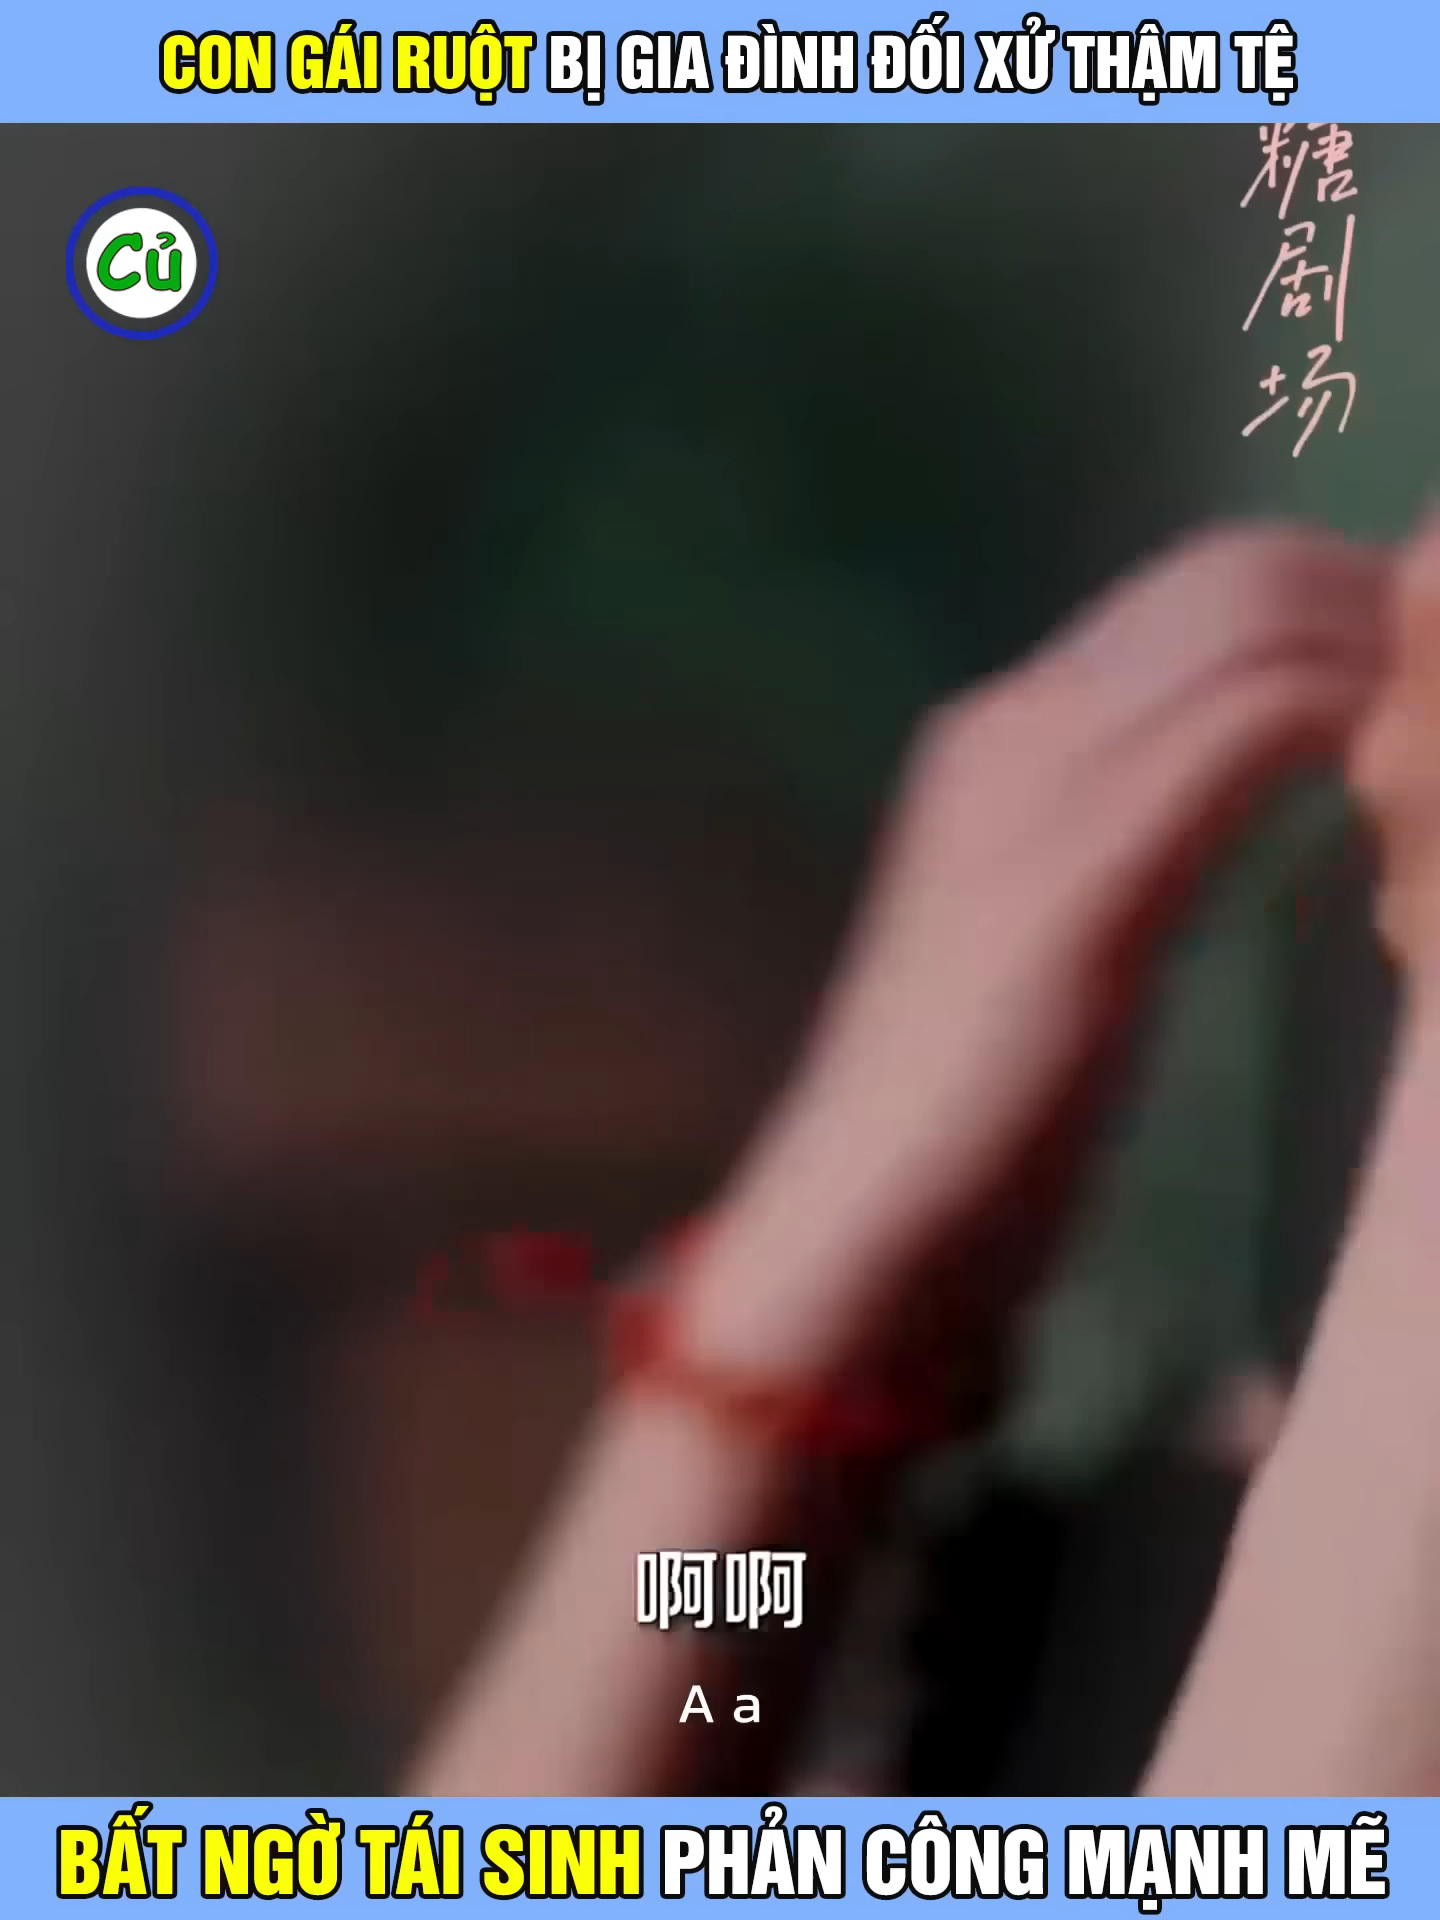 CON GÁI RUỘT BỊ GIA ĐÌNH ĐỐI XỬ THẬM TỆ
糖
剧
场
Củ
啊啊
A a
BẤT NGỜ TÁI SINH PHẢN CÔNG MẠNH MẼ